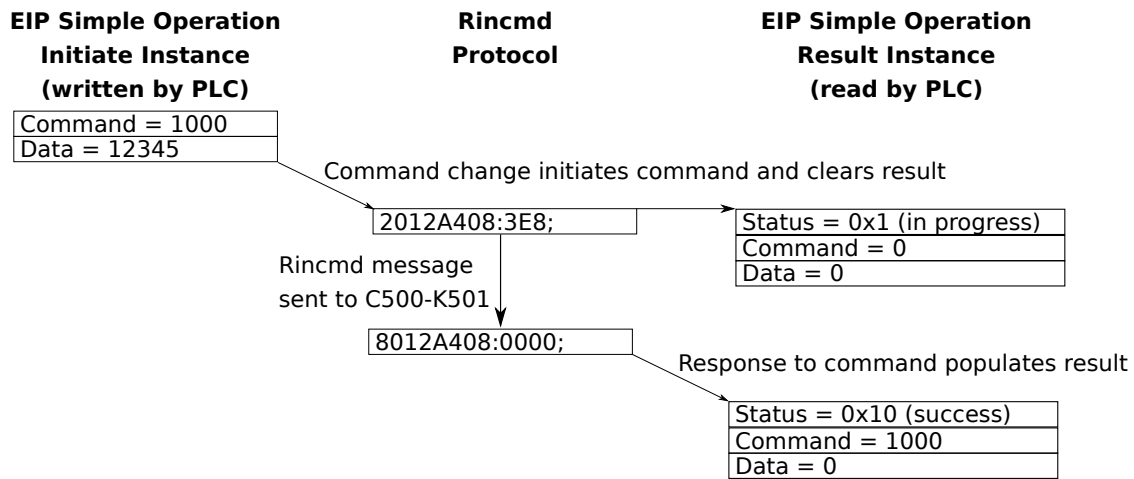 EIP Simple Operation
Initiate Instance
(written by PLC)
Rincmd
Protocol
EIP Simple Operation
Result Instance
(read by PLC)
Command = 1000
Data = 12345
Command change initiates command and clears result
2012A408:3E8;
Status = 0x1 (in progress)
Command = 0
Data = 0
Rincmd message
sent to C500-K501
8012A408:0000;
Response to command populates result
Status = 0x10 (success)
Command = 1000
Data = 0